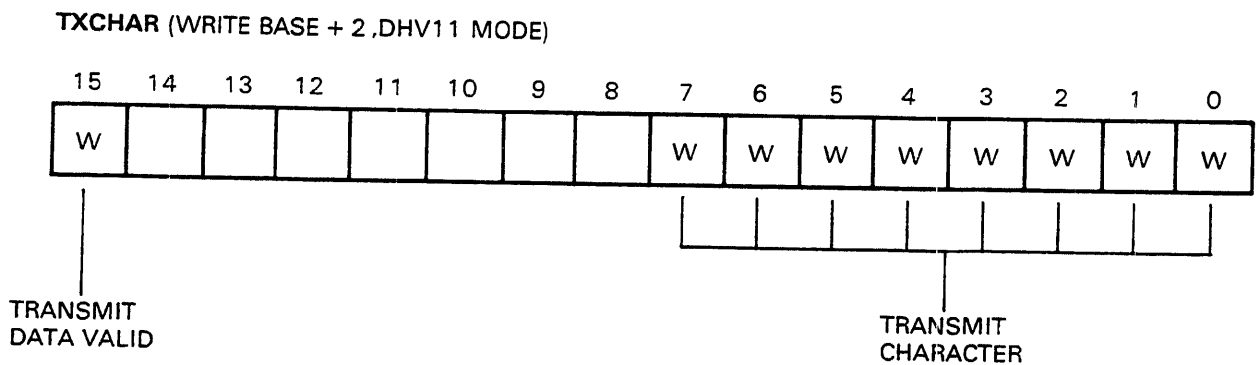 TXCHAR (WRITE BASE + 2 ,DHV11 MODE)
15 14 13 12 11 10 9 8 7 6 5 4 3 2 1 0
W W W W W W W W W
TRANSMIT
DATA VALID
TRANSMIT
CHARACTER